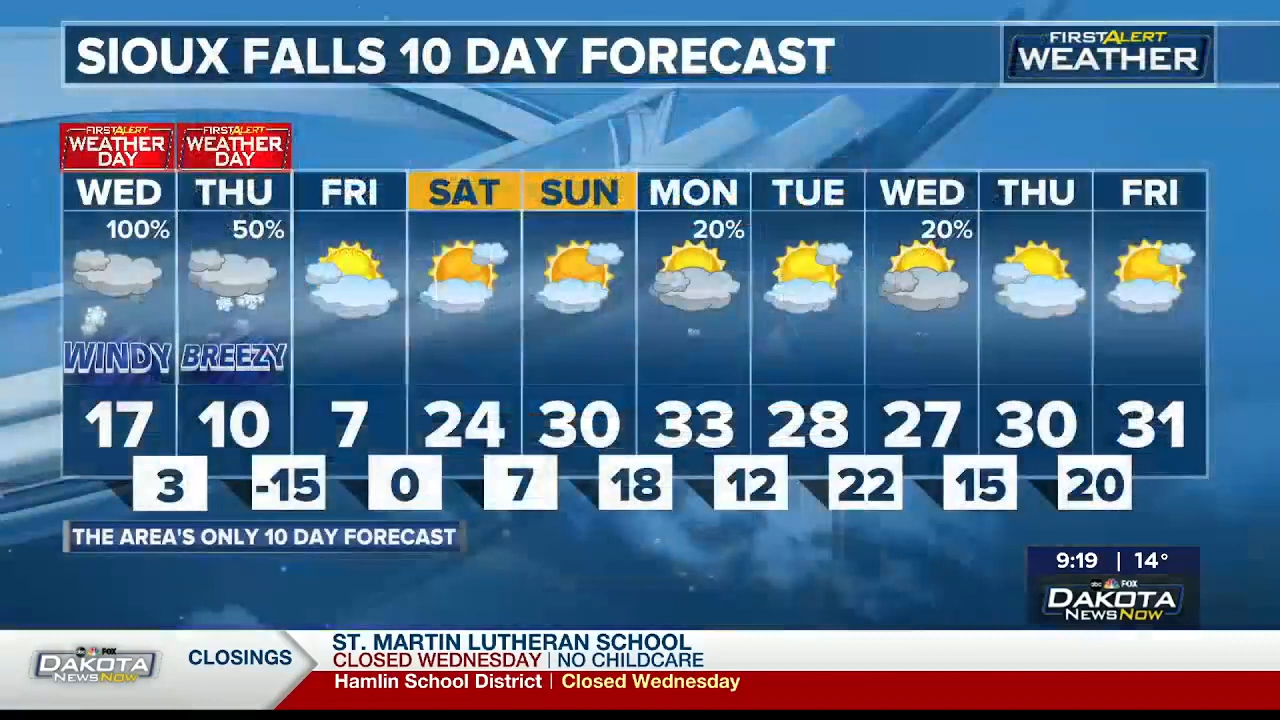 SIOUX FALLS 10 DAY FORECAST
FIRST ALERT
WEATHER
FIRST ALERT
WEATHER
DAY
FIRST ALERT
WEATHER
DAY
WED THU FRI SAT SUN MON TUE WED THU FRI
100% 50% 20% 20%
WINDY BREEZY
17 10 7 24 30 33 28 27 30 31
3 -15 0 7 18 12 22 15 20
THE AREA'S ONLY 10 DAY FORECAST
9:19 | 14°
abc FOX
DAKOTA
NEWS NOW
abc FOX
DAKOTA
NEWS NOW
CLOSINGS
ST. MARTIN LUTHERAN SCHOOL
CLOSED WEDNESDAY | NO CHILDCARE
Hamlin School District | Closed Wednesday